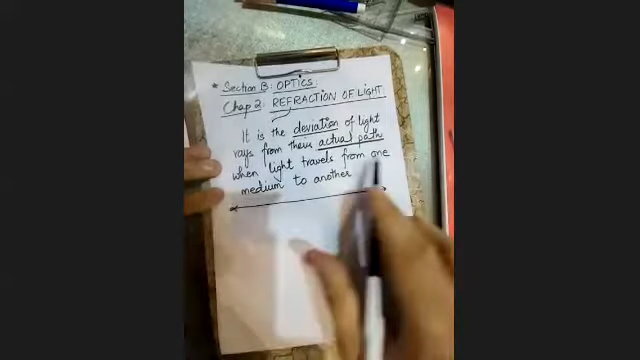 * Section B: OPTICS
Chap 2: REFRACTION OF LIGHT
It is the deviation of light
rays from their actual path
when light travels from one
medium to another